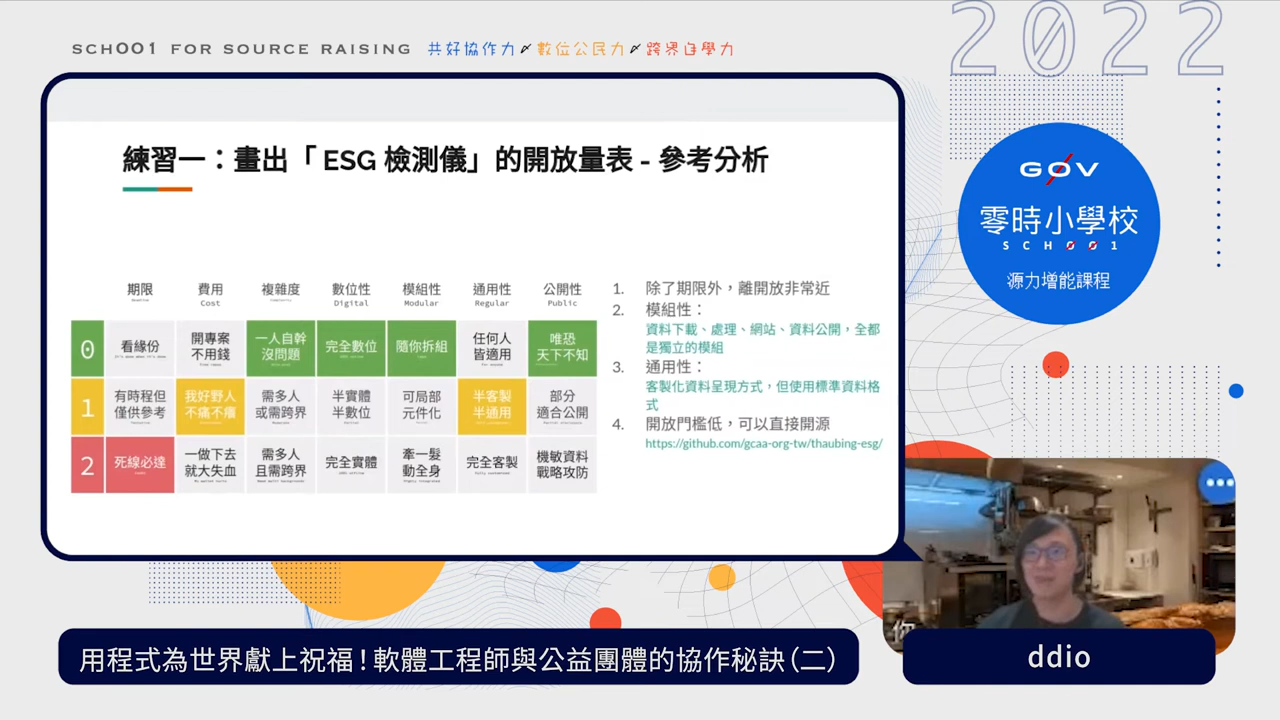 SCHOO1 FOR SOURCE RAISING 共好協作力 數位公民力 跨界自學力
2022
G0V
零時小學校
SCHOO1
源力增能課程
練習一：畫出「 ESG 檢測儀」的開放量表 - 參考分析
期限 費用 複雜度 數位性 模組性 通用性 公開性
Cost Digital Modular Regular Public
0 看緣份 開專案 不用錢 一人自幹 沒問題 完全數位 隨你拆組 任何人 皆適用 唯恐 天下不知
1 有時程但 僅供參考 我好野人 不痛不癢 需多人 或需跨界 半實體 半數位 可局部 元件化 半客製 半通用 部分 適合公開
2 死線必達 一做下去 就大失血 需多人 且需跨界 完全實體 牽一髮 動全身 完全客製 機敏資料 戰略攻防
1. 除了期限外，離開放非常近
2. 模組性：
資料下載、處理、網站、資料公開，全都
是獨立的模組
3. 通用性：
客製化資料呈現方式，但使用標準資料格
式
4. 開放門檻低，可以直接開源
https://github.com/gcaa-org-tw/thaubing-esg/
用程式為世界獻上祝福！軟體工程師與公益團體的協作秘訣（二）
ddio